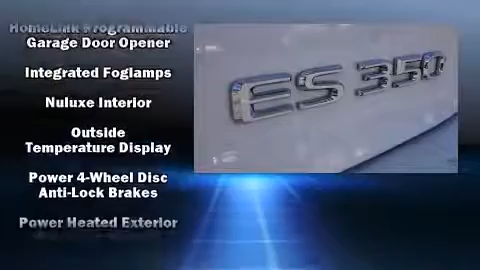 HomeLink Programmable
Garage Door Opener
Integrated Foglamps
Nuluxe Interior
Outside
Temperature Display
Power 4-Wheel Disc
Anti-Lock Brakes
Power Heated Exterior
ES 350